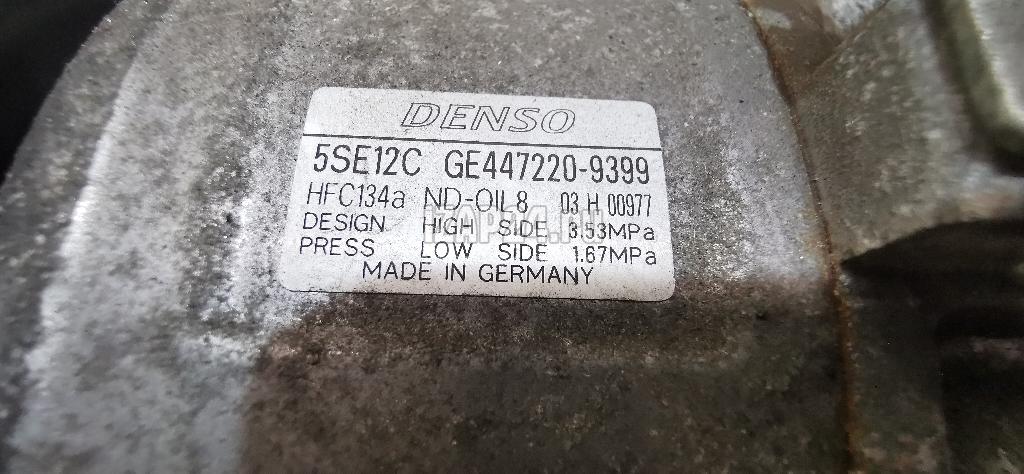 DENSO
5SE12C GE447220-9399
HFC134a ND-OIL8 03 H 00977
DESIGN HIGH SIDE 3.53MPa
PRESS LOW SIDE 1.67MPa
MADE IN GERMANY